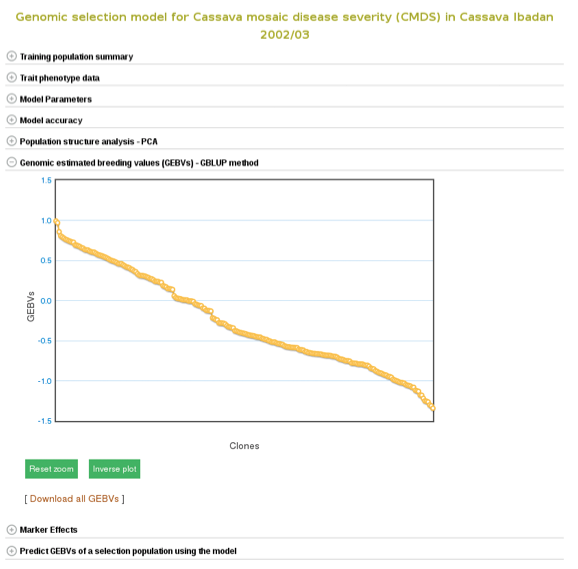 Genomic selection model for Cassava mosaic disease severity (CMDS) in Cassava Ibadan
2002/03
Training population summary
Trait phenotype data
Model Parameters
Model accuracy
Population structure analysis - PCA
Genomic estimated breeding values (GEBVs) - GBLUP method
1.5
1.0
0.5
0.0
-0.5
-1.0
-1.5
GEBVs
Clones
Reset zoom Inverse plot
[ Download all GEBVs ]
Marker Effects
Predict GEBVs of a selection population using the model